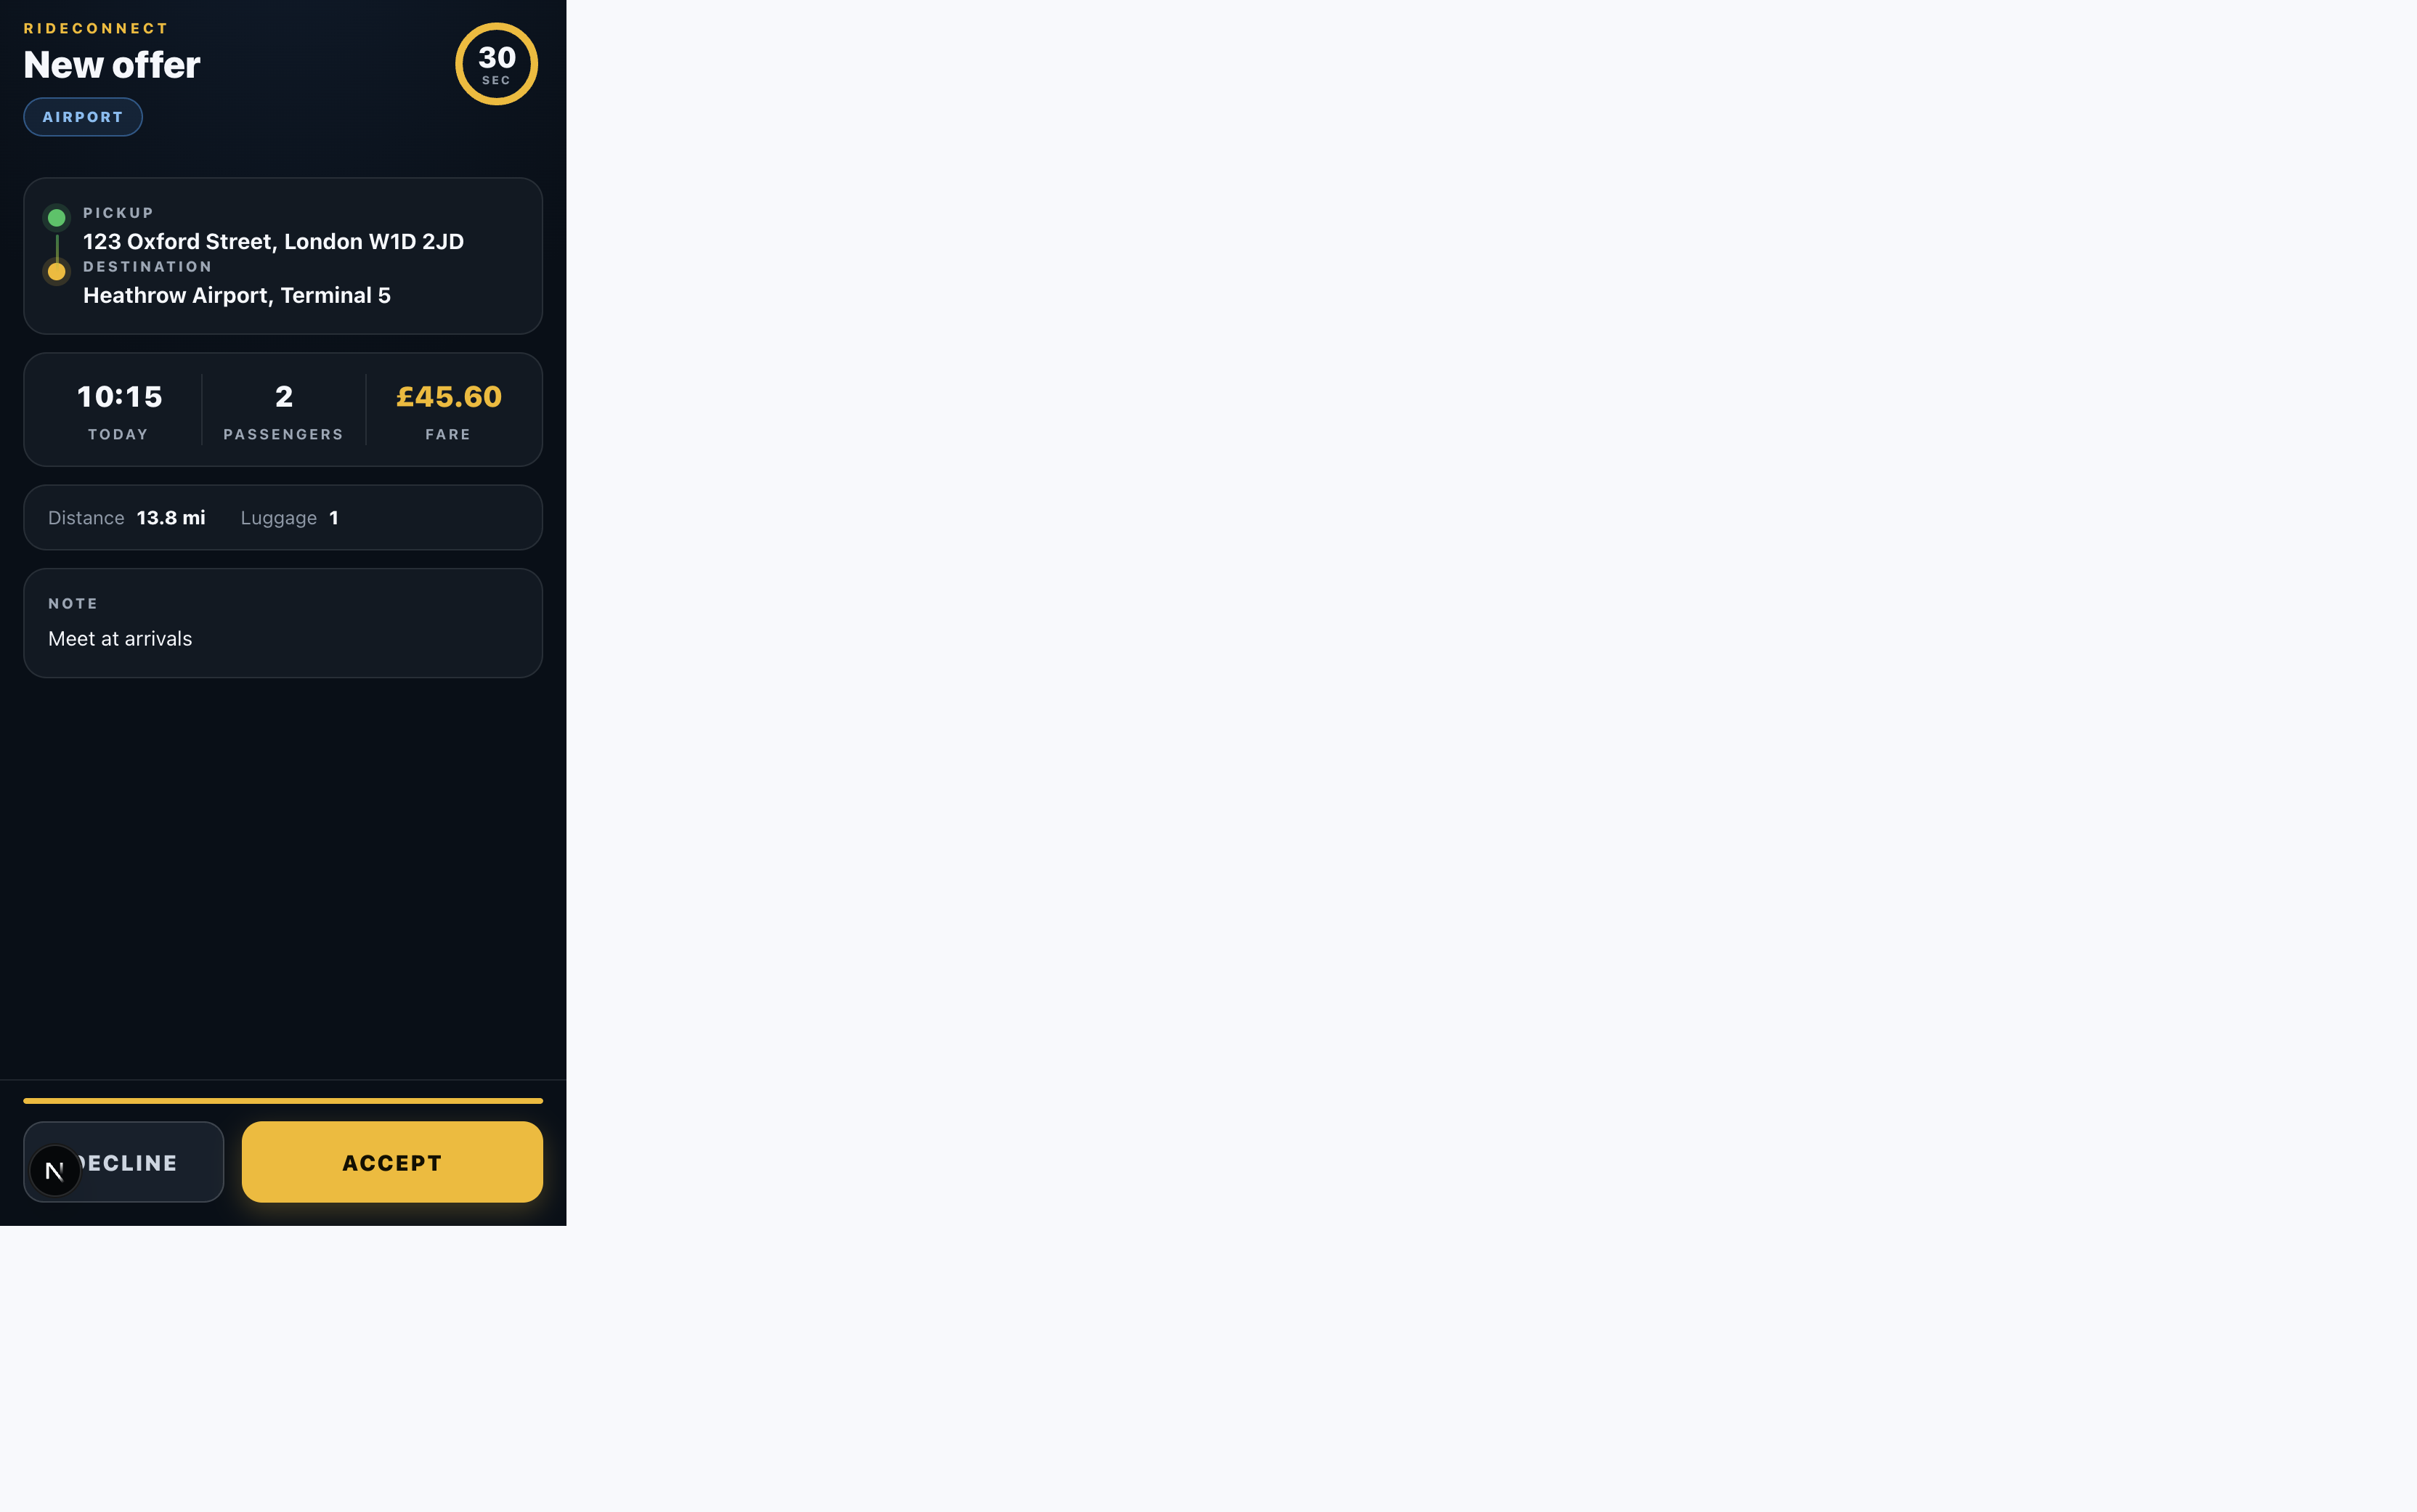 RIDECONNECT
New offer
30
SEC
AIRPORT
PICKUP
123 Oxford Street, London W1D 2JD
DESTINATION
Heathrow Airport, Terminal 5
10:15
TODAY
2
PASSENGERS
£45.60
FARE
Distance 13.8 mi Luggage 1
NOTE
Meet at arrivals
N
DECLINE
ACCEPT